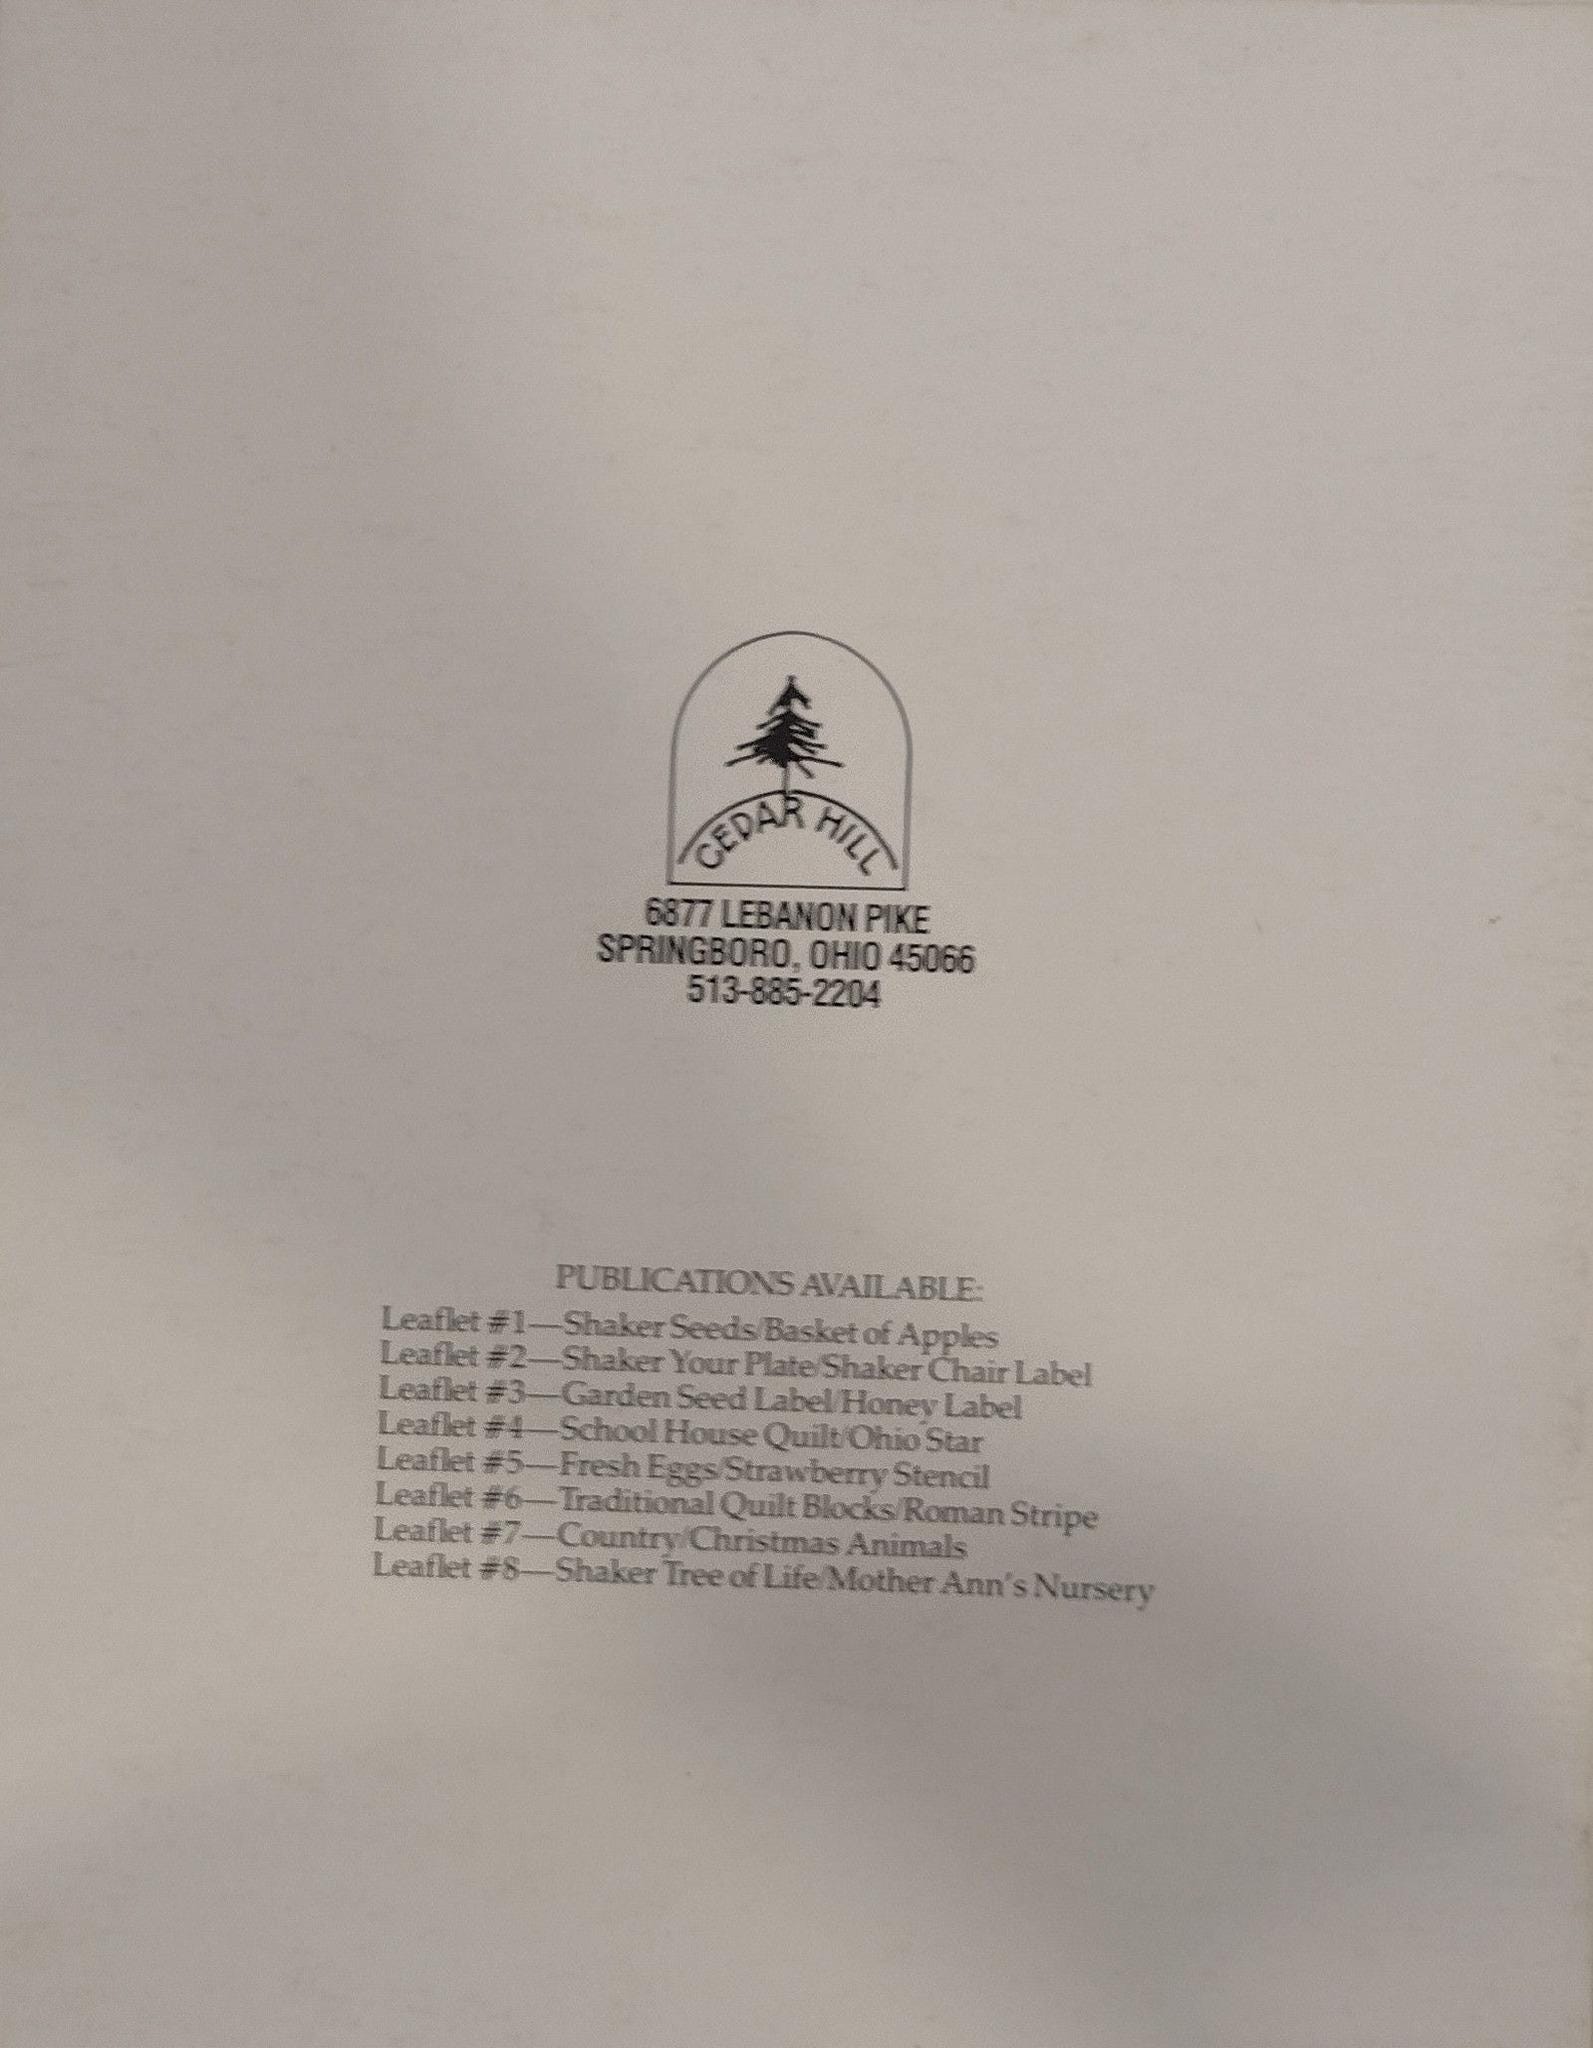 CEDAR HILL
6877 LEBANON PIKE
SPRINGBORO, OHIO 45066
513-885-2204
PUBLICATIONS AVAILABLE:
Leaflet #1—Shaker Seeds/Basket of Apples
Leaflet #2—Shaker Your Plate/Shaker Chair Label
Leaflet #3—Garden Seed Label/Honey Label
Leaflet #4—School House Quilt/Ohio Star
Leaflet #5—Fresh Eggs/Strawberry Stencil
Leaflet #6—Traditional Quilt Blocks/Roman Stripe
Leaflet #7—Country/Christmas Animals
Leaflet #8—Shaker Tree of Life/Mother Ann's Nursery